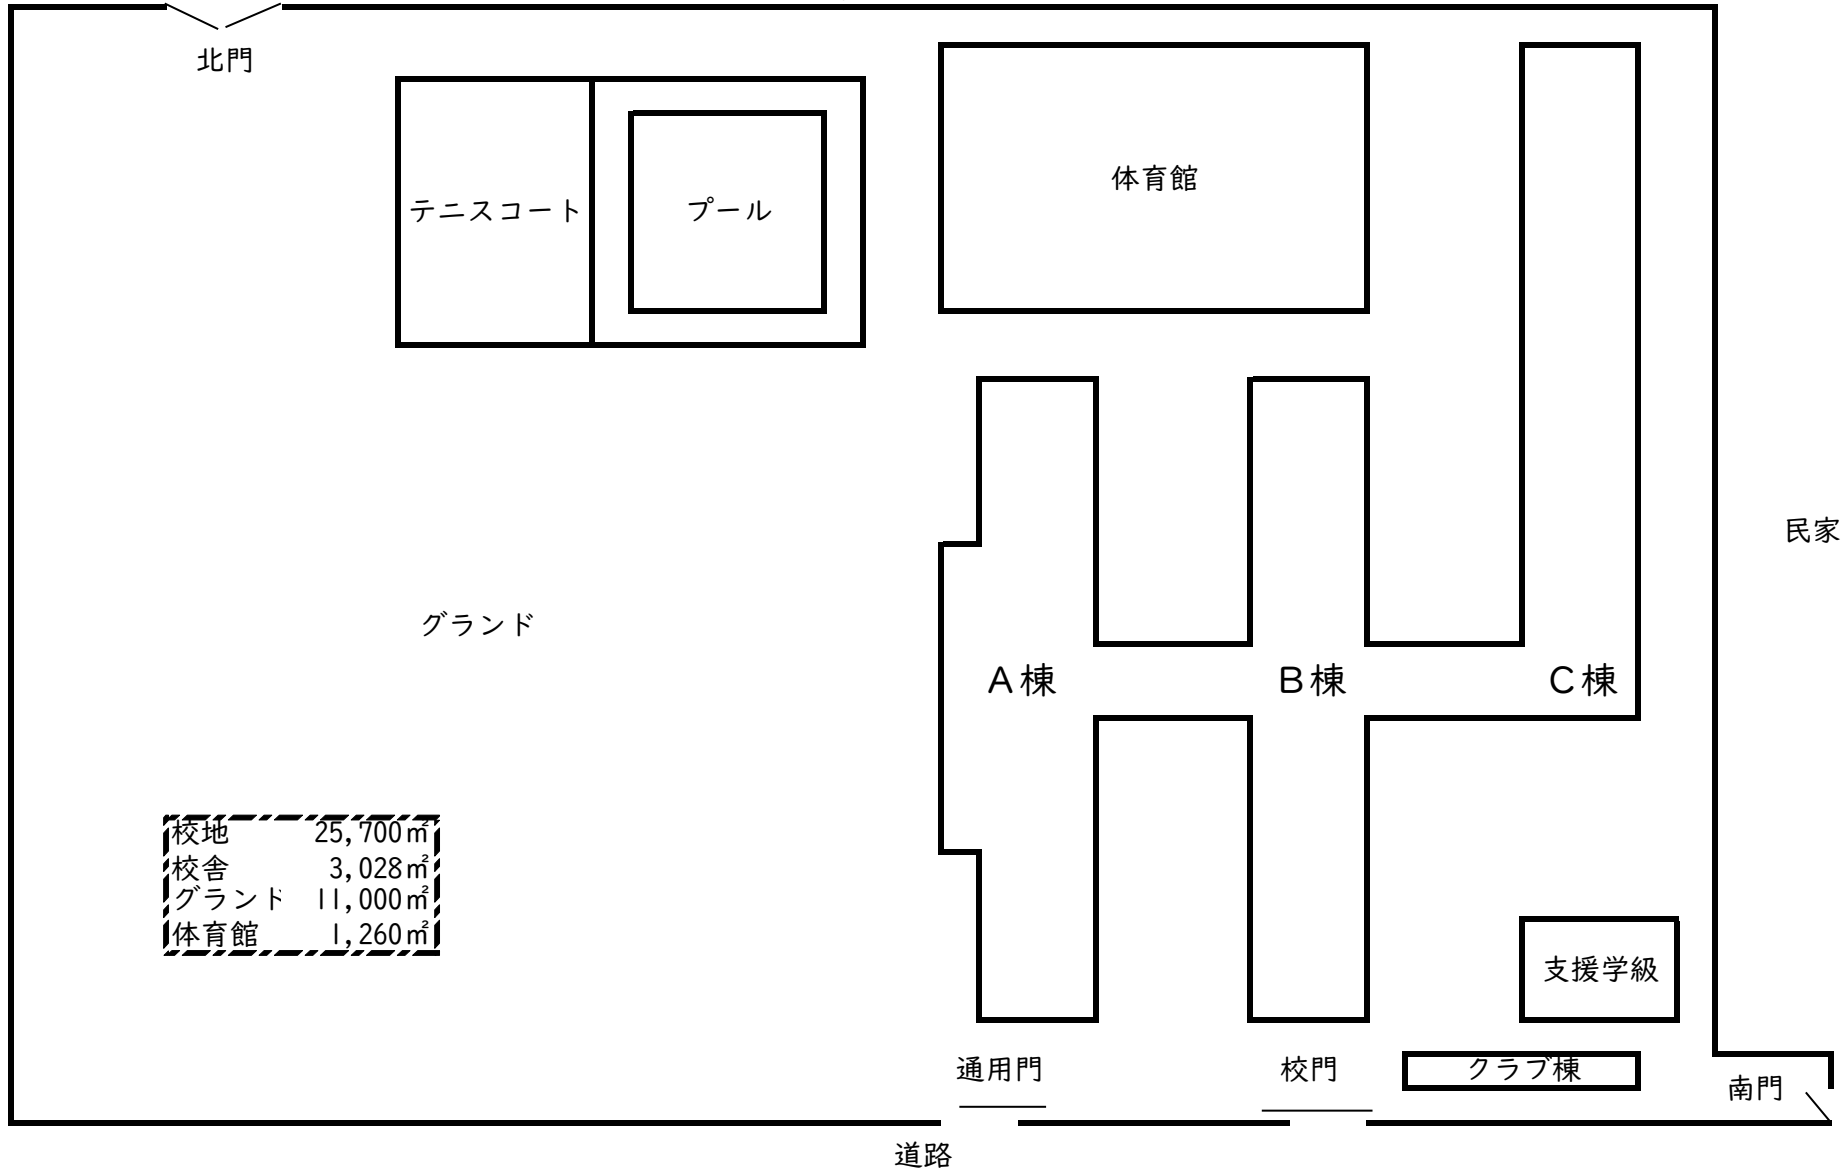 北門
体育館
テニスコート
プール
民家
グランド
A棟
B棟
C棟
校地 25,700㎡
校舎 3,028㎡
グランド 11,000㎡
体育館 1,260㎡
支援学級
通用門
校門
クラブ棟
南門
道路